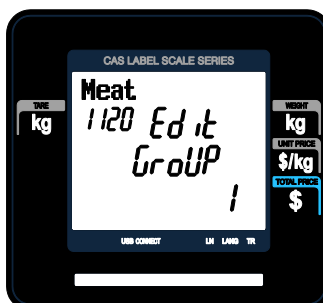 CAS LABEL SCALE SERIES
Meat
1120 Edit
GroUP
1
TARE
kg
WEIGHT
kg
UNIT PRICE
$/kg
TOTAL PRICE
$
USB CONNECT LN LANG TR